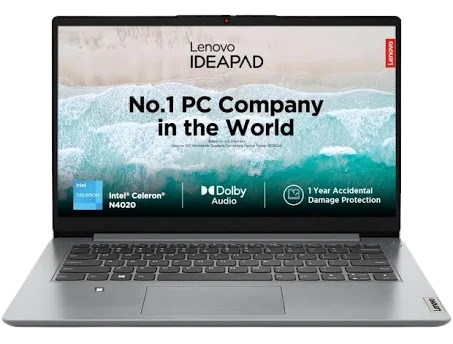 Lenovo
IDEAPAD
Lenovo
No.1 PC Company
in the World
intel
CELERON
Intel® Celeron®
N4020
Dolby
Audio
1 Year Accidental
Damage Protection
Lenovo